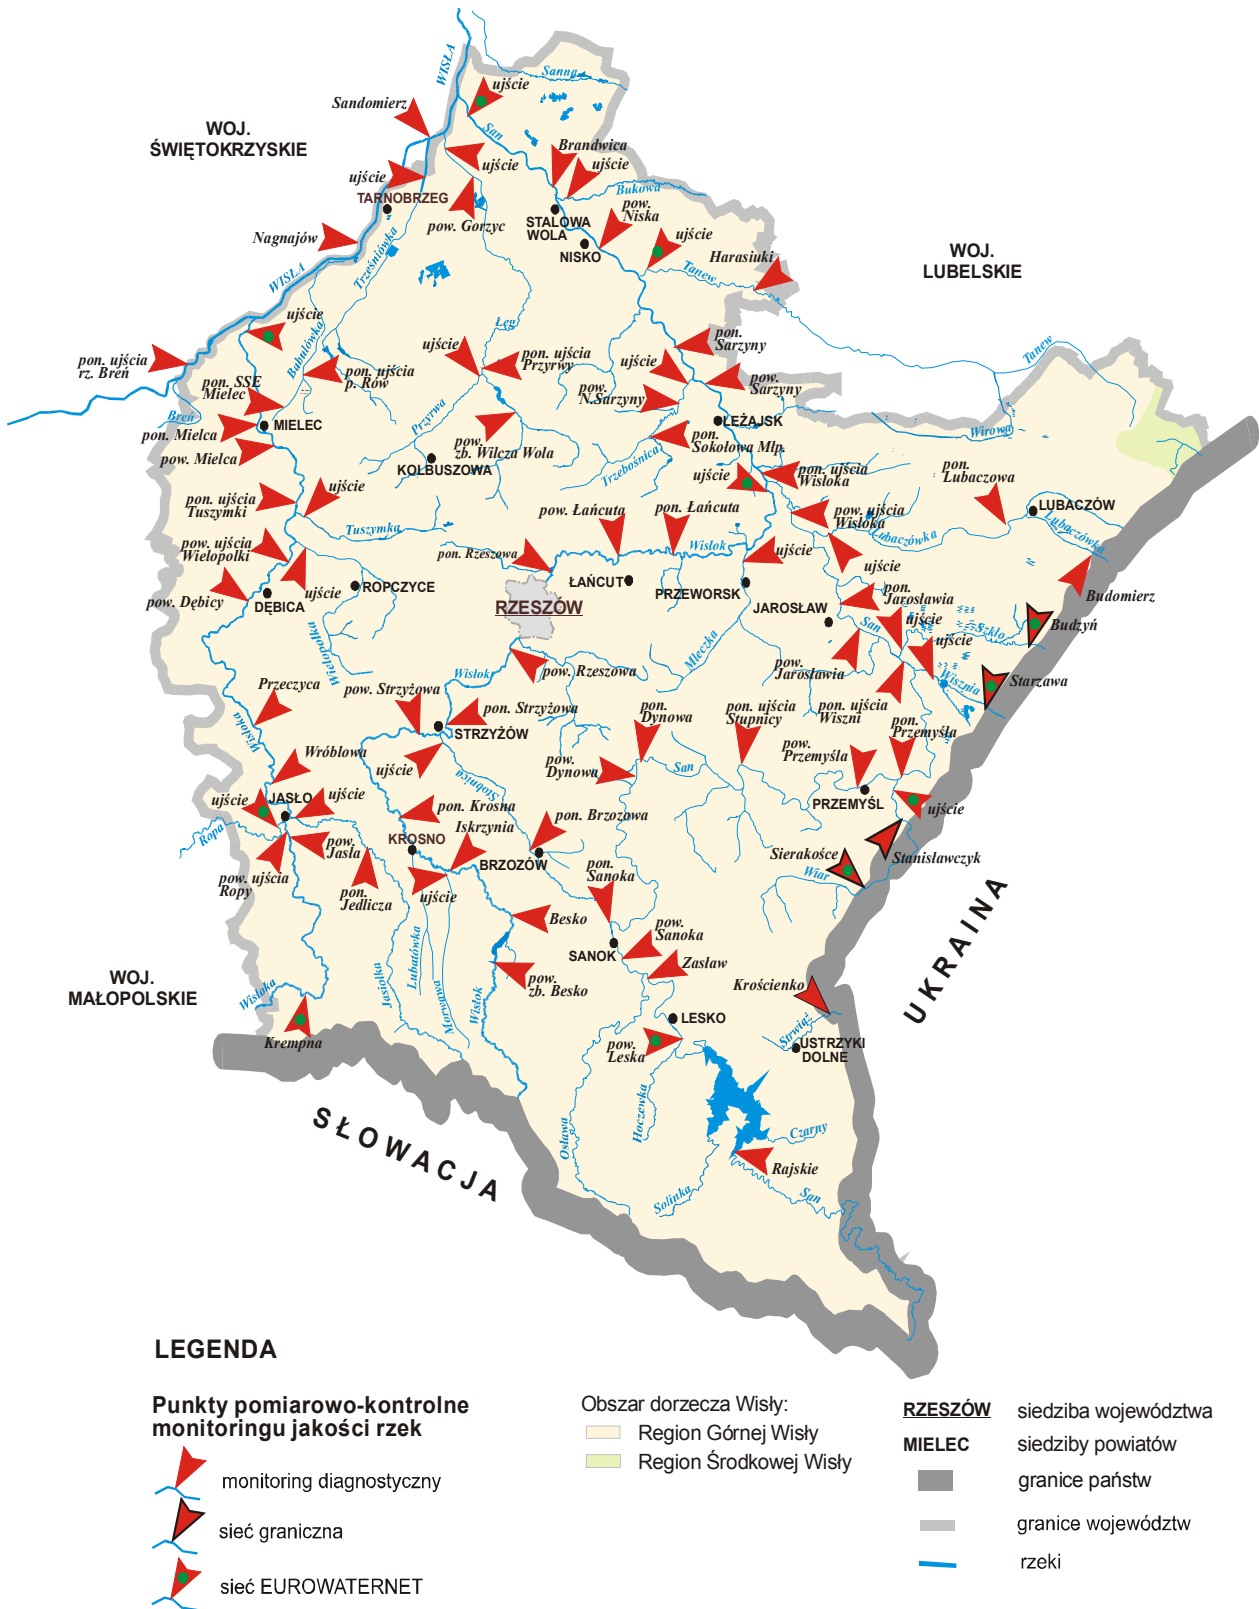 WISŁA
Sanna
ujście
Sandomierz
WOJ.
ŚWIĘTOKRZYSKIE
San
Brandwica
ujście
ujście
ujście
TARNOBRZEG
Bukowa
pow.
Niska
pow. Gorzyc
STALOWA
WOLA
NISKO
ujście
Nagnajów
Trześniówka
Harasiuki
WOJ.
LUBELSKIE
Tanew
WISŁA
ujście
Łęg
Babulówka
pon. ujścia
rz. Breń
ujście
pon. ujścia
Przyrwy
pon.
Sarzyny
ujście
Tanew
pon. ujścia
p. Rów
pon. SSE
Mielec
pow.
Sarzyny
pow.
N.Sarzyny
Breń
MIELEC
Przyrwa
LEŻAJSK
Wirowa
pon. Mielca
pow. Mielca
pow.
zb. Wilcza Wola
pon.
Sokołowa Młp.
KOLBUSZOWA
Trzebośnica
ujście
pon. ujścia
Wisłoka
pon.
Lubaczowa
ujście
pon. ujścia
Tuszymki
LUBACZÓW
pow. Łańcuta
pon. Łańcuta
pow. ujścia
Wisłoka
Lubaczówka
Tuszymka
Lubaczówka
pow. ujścia
Wielopolki
pon. Rzeszowa
Wisłok
ujście
ujście
ROPCZYCE
ŁAŃCUT
PRZEWORSK
pow. Dębicy
DĘBICA
ujście
RZESZÓW
JAROSŁAW
pon.
Jarosławia
Budomierz
ujście
Szkło
Budzyń
San
ujście
Wielopolka
Mleczka
pow.
Jarosławia
Wisznia
Starzawa
Wisłok
pow. Rzeszowa
Przeczyca
pow. Strzyżowa
pon. Strzyżowa
pon.
Dynowa
pon. ujścia
Stupnicy
pon. ujścia
Wiszni
pon.
Przemyśla
Wisłoka
STRZYŻÓW
Wróblowa
ujście
pow.
Dynowa
San
pow.
Przemyśla
Stobnica
PRZEMYŚL
ujście
JASŁO
ujście
ujście
pon. Krosna
Ropa
Iskrzynia
pon. Brzozowa
KROSNO
pow.
Jasła
BRZOZÓW
pon.
Sanoka
Sierakośce
Stanisławczyk
pow. ujścia
Ropy
pon.
Jedlicza
ujście
Wiar
Besko
pow.
Sanoka
SANOK
Zasław
UKRAINA
WOJ.
MAŁOPOLSKIE
Wisłoka
Jasiołka
Lubatówka
Morwawa
Wisłok
pow.
zb. Besko
Krościenko
Krempna
LESKO
Strwiąż
pow.
Leska
USTRZYKI
DOLNE
SŁOWACJA
Osława
Hoczewka
Czarny
Rajskie
Solinka
San
LEGENDA
Punkty pomiarowo-kontrolne
monitoringu jakości rzek
monitoring diagnostyczny
sieć graniczna
sieć EUROWATERNET
Obszar dorzecza Wisły:
Region Górnej Wisły
Region Środkowej Wisły
RZESZÓW siedziba województwa
MIELEC siedziby powiatów
granice państw
granice województw
rzeki